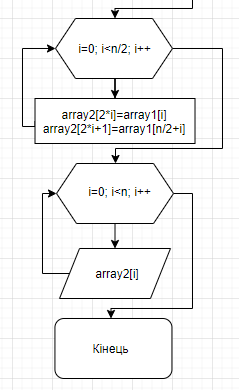 i=0; i<n/2; i++
array2[2*i]=array1[i]
array2[2*i+1]=array1[n/2+i]
i=0; i<n; i++
array2[i]
Кінець